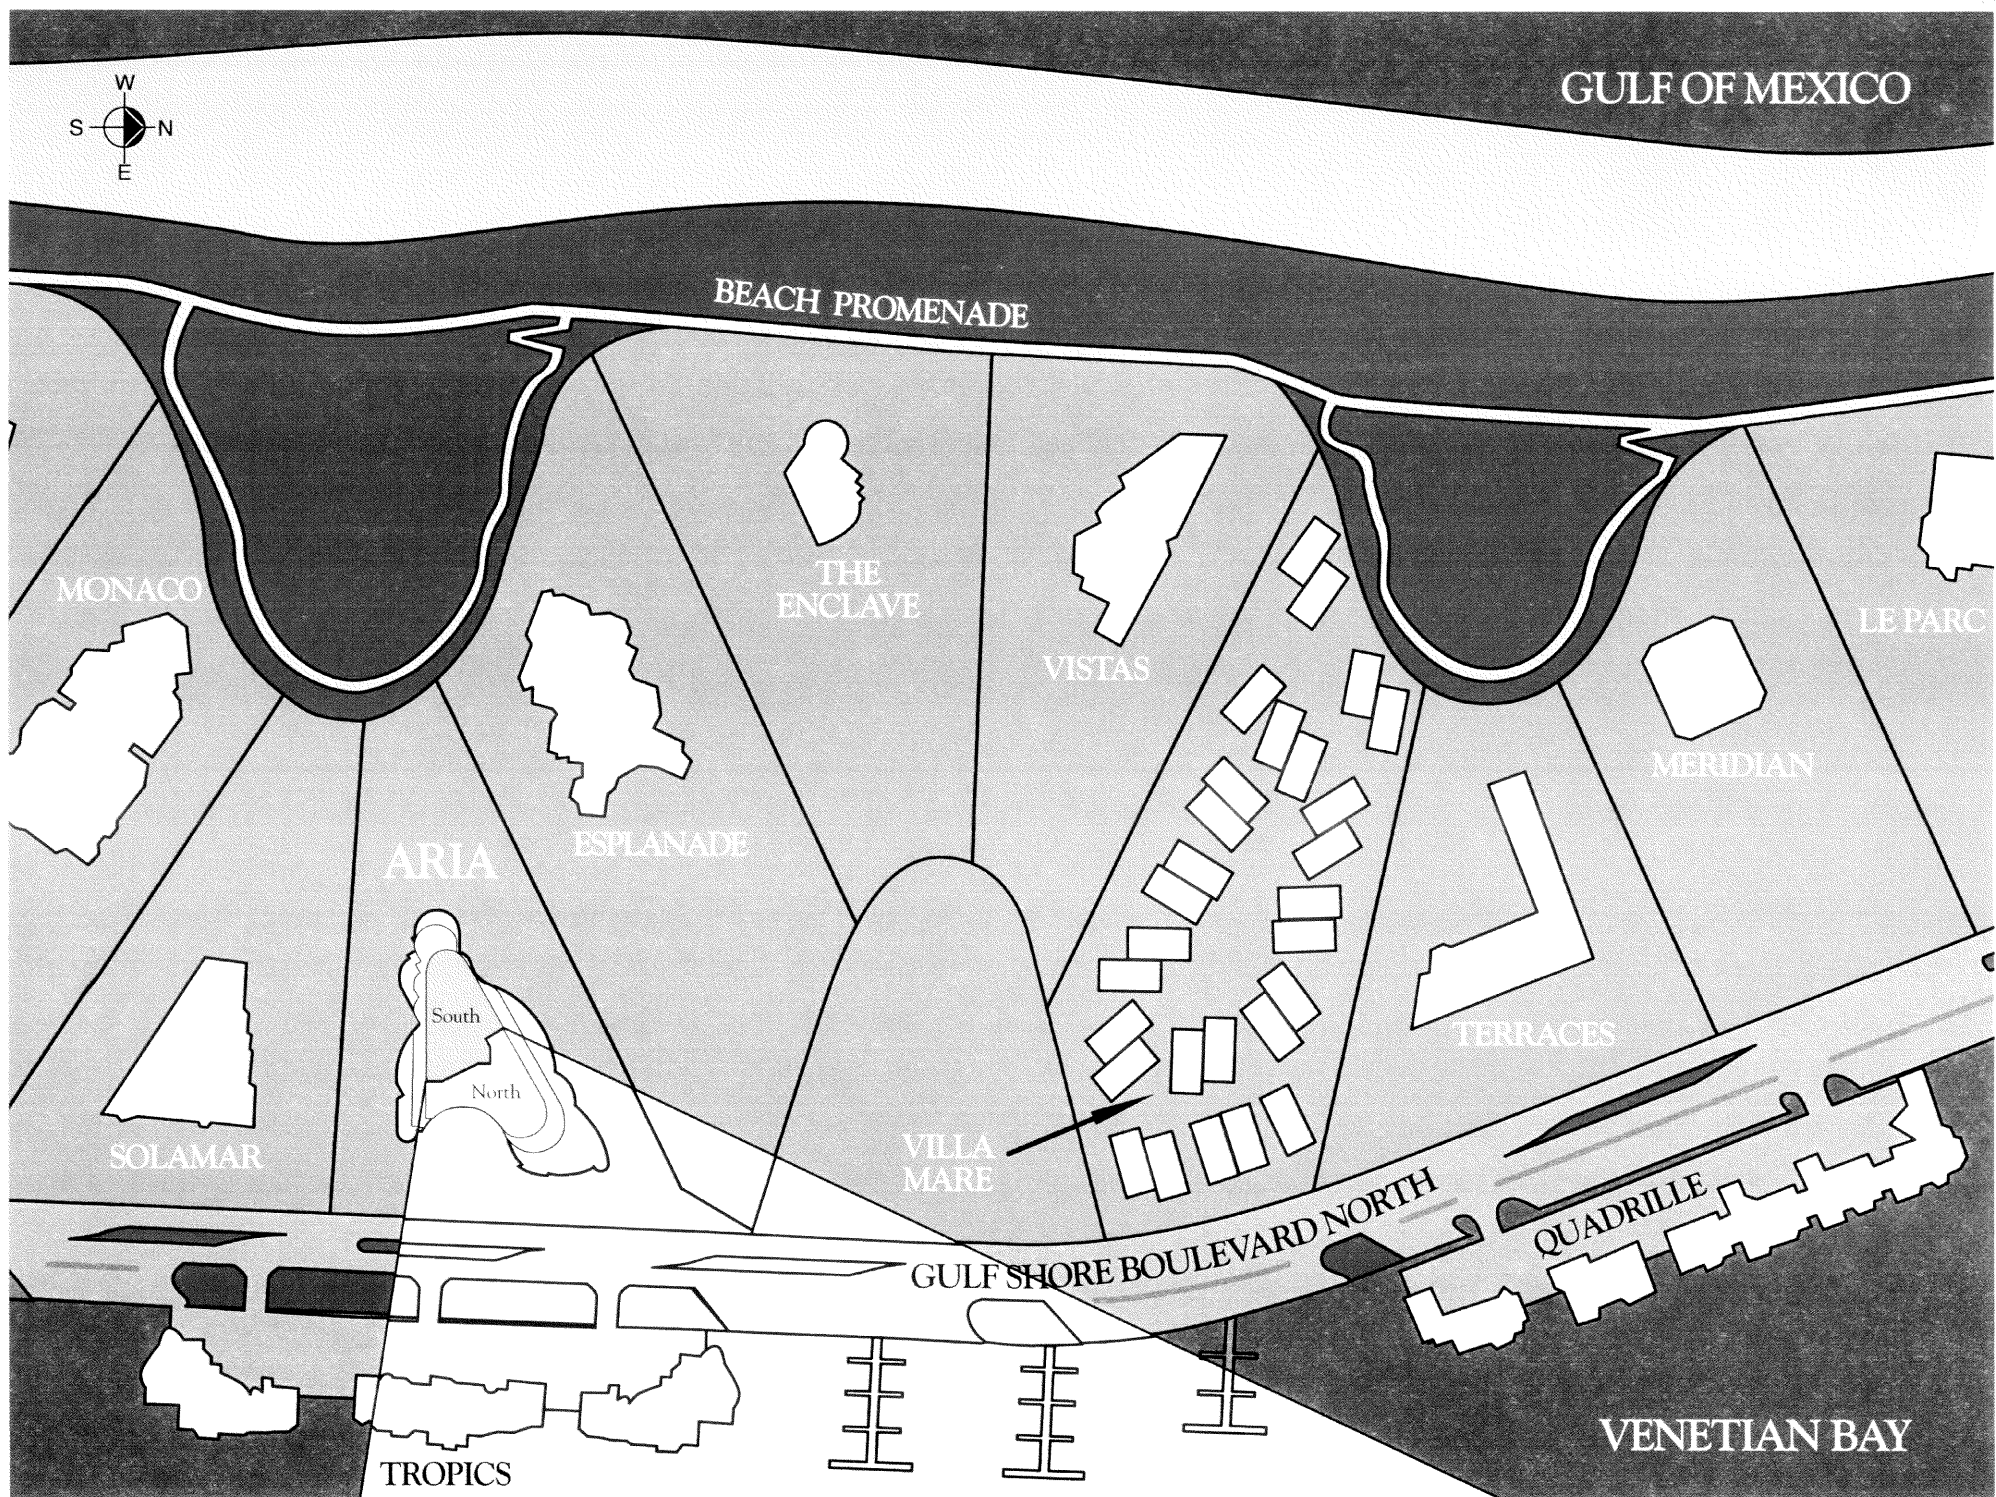 GULF OF MEXICO
W
S N
E
BEACH PROMENADE
MONACO
THE
ENCLAVE
LE PARC
VISTAS
MERIDIAN
ESPLANADE
ARIA
South
TERRACES
North
SOLAMAR
VILLA
MARE
QUADRILLE
GULF SHORE BOULEVARD NORTH
VENETIAN BAY
TROPICS